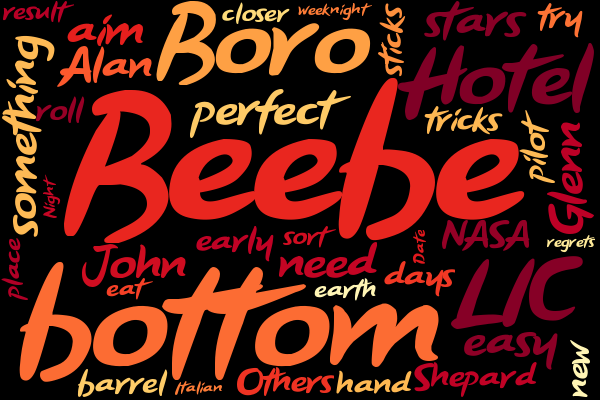 result
aim
Alan
Boro
closer
weeknight
sticks
stars
try
Hotel
something
roll
perfect
tricks
pilot
Glenn
Night
Beebe
place
John
early
sort
need
Date
NASA
regrets
eat
earth
days
LIC
bottom
easy
barrel
Italian
Others
hand
Shepard
new